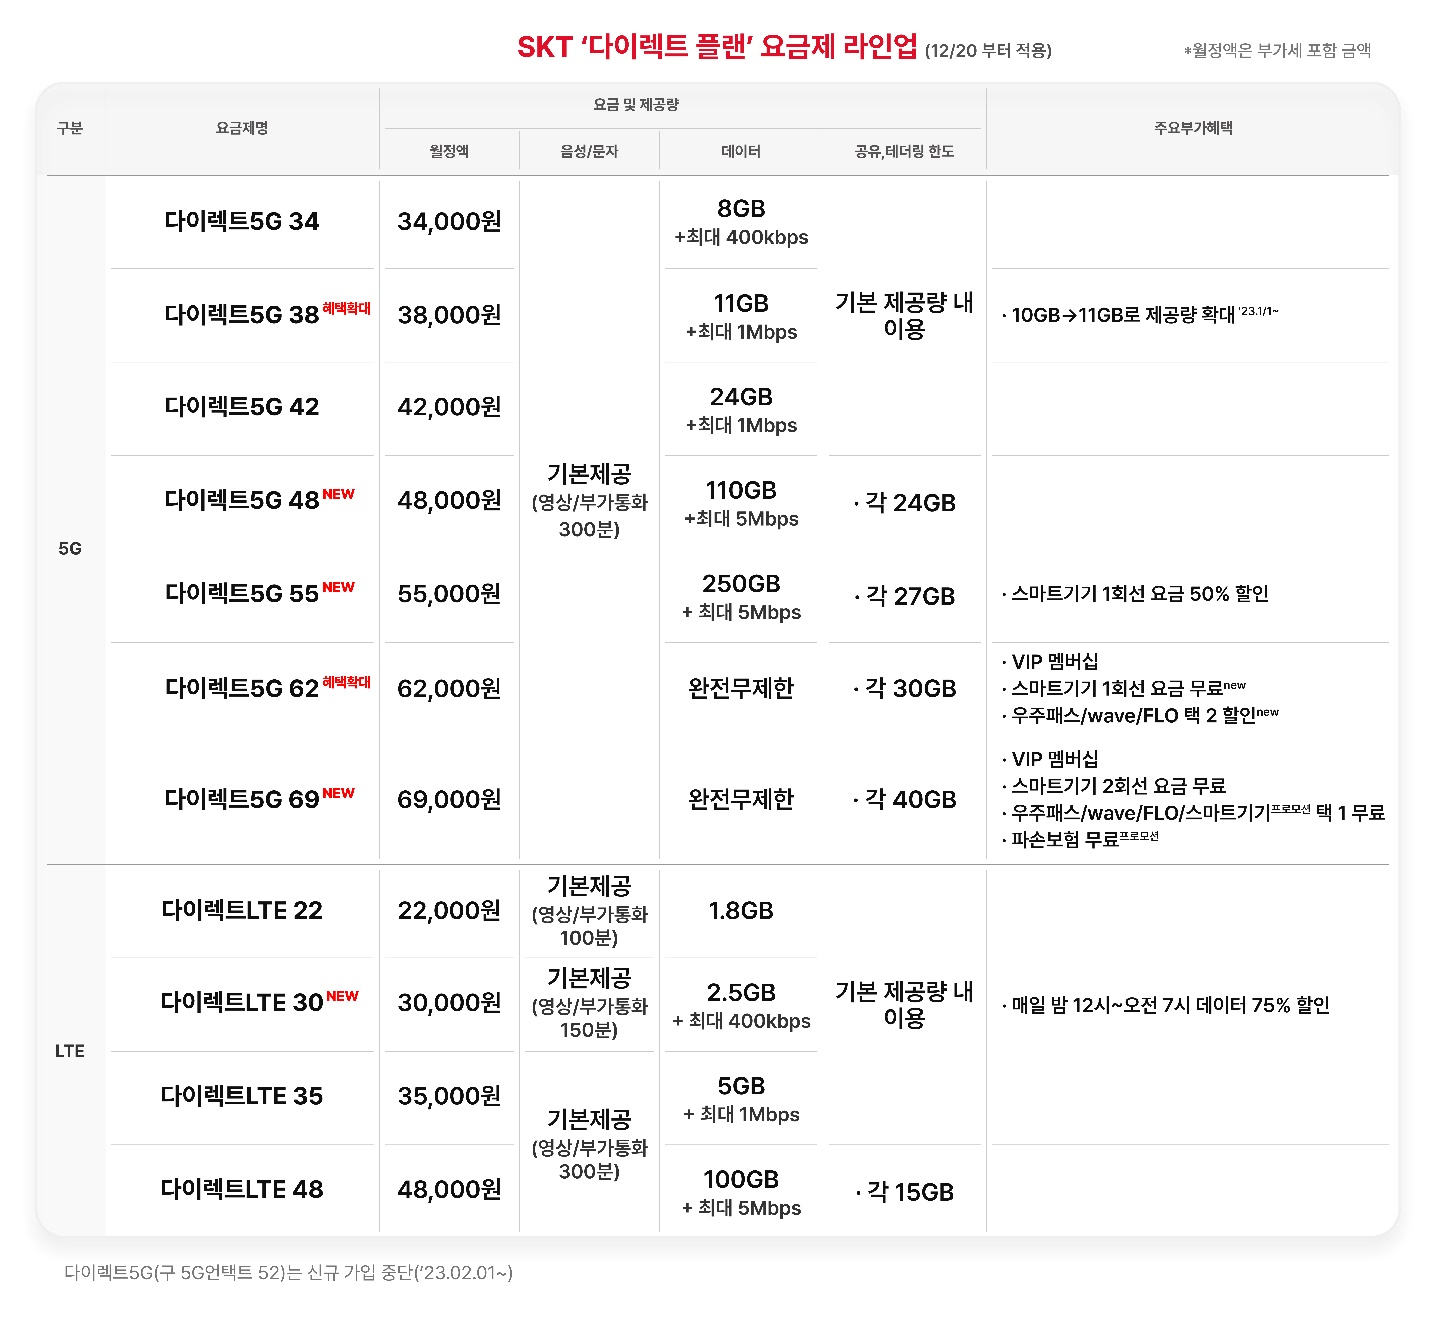 SKT ‘다이렉트 플랜’ 요금제 라인업 (12/20 부터 적용)
*월정액은 부가세 포함 금액
구분
요금제명
요금 및 제공량
주요부가혜택
월정액
음성/문자
데이터
공유,테더링 한도
5G
다이렉트5G 34
34,000원
8GB
+최대 400kbps
다이렉트5G 38 혜택확대
38,000원
11GB
+최대 1Mbps
기본 제공량 내
이용
· 10GB→11GB로 제공량 확대 ’23.1/1~
다이렉트5G 42
42,000원
24GB
+최대 1Mbps
기본제공
(영상/부가통화
300분)
다이렉트5G 48 NEW
48,000원
110GB
+최대 5Mbps
· 각 24GB
다이렉트5G 55 NEW
55,000원
250GB
+ 최대 5Mbps
· 각 27GB
· 스마트기기 1회선 요금 50% 할인
다이렉트5G 62 혜택확대
62,000원
완전무제한
· 각 30GB
· VIP 멤버십
· 스마트기기 1회선 요금 무료new
· 우주패스/wave/FLO 택 2 할인new
다이렉트5G 69 NEW
69,000원
완전무제한
· 각 40GB
· VIP 멤버십
· 스마트기기 2회선 요금 무료
· 우주패스/wave/FLO/스마트기기프로모션 택 1 무료
· 파손보험 무료프로모션
LTE
다이렉트LTE 22
22,000원
기본제공
(영상/부가통화
100분)
1.8GB
다이렉트LTE 30 NEW
30,000원
기본제공
(영상/부가통화
150분)
2.5GB
+ 최대 400kbps
기본 제공량 내
이용
· 매일 밤 12시~오전 7시 데이터 75% 할인
다이렉트LTE 35
35,000원
기본제공
(영상/부가통화
300분)
5GB
+ 최대 1Mbps
다이렉트LTE 48
48,000원
100GB
+ 최대 5Mbps
· 각 15GB
다이렉트5G(구 5G언택트 52)는 신규 가입 중단(’23.02.01~)